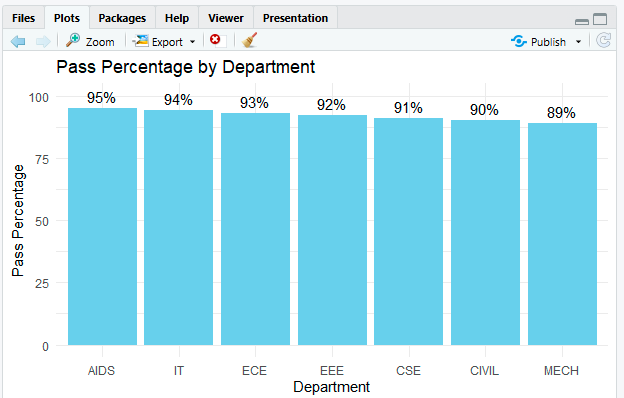 Files Plots Packages Help Viewer Presentation
Zoom Export Publish
Pass Percentage by Department
100 95% 94% 93% 92% 91% 90% 89%
75
50
25
0
Pass Percentage
AIDS IT ECE EEE CSE CIVIL MECH
Department